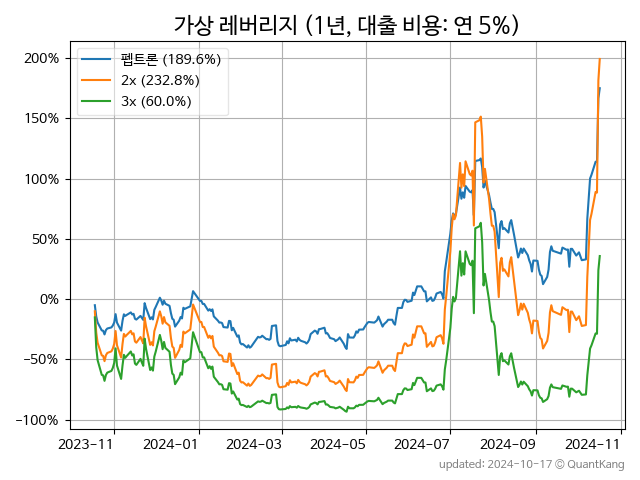 가상 레버리지 (1년, 대출 비용: 연 5%)
펩트론 (189.6%)
2x (232.8%)
3x (60.0%)
200%
150%
100%
50%
0%
−50%
−100%
2023-11 2024-01 2024-03 2024-05 2024-07 2024-09 2024-11
updated: 2024-10-17 © QuantKang